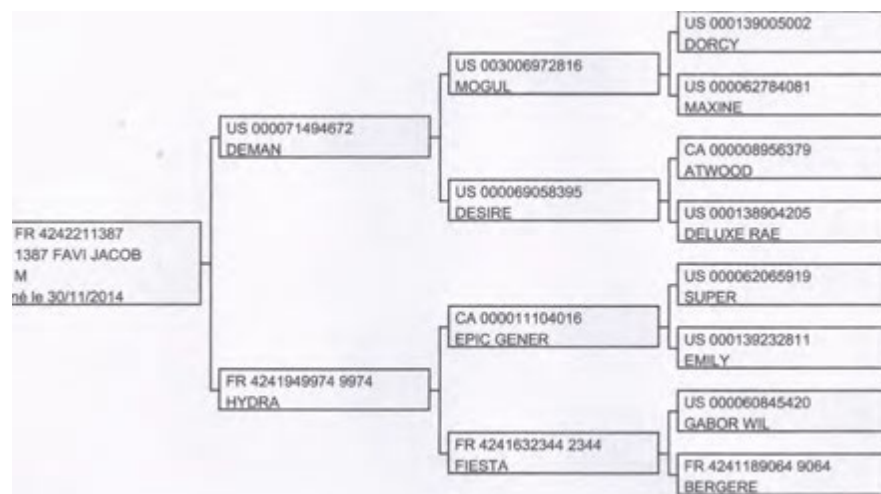 US 000139005002
DORCY
US 003006972816
MOGUL
US 000062784081
MAXINE
US 000071494672
DEMAN
CA 000008956379
ATWOOD
US 000069058395
DESIRE
US 000138904205
DELUXE RAE
FR 4242211387
1387 FAVI JACOB
M
né le 30/11/2014
US 000062065919
SUPER
CA 000011104016
EPIC GENER
US 000139232811
EMILY
FR 4241949974 9974
HYDRA
US 000060845420
GABOR WIL
FR 4241632344 2344
FIESTA
FR 4241189064 9064
BERGERE